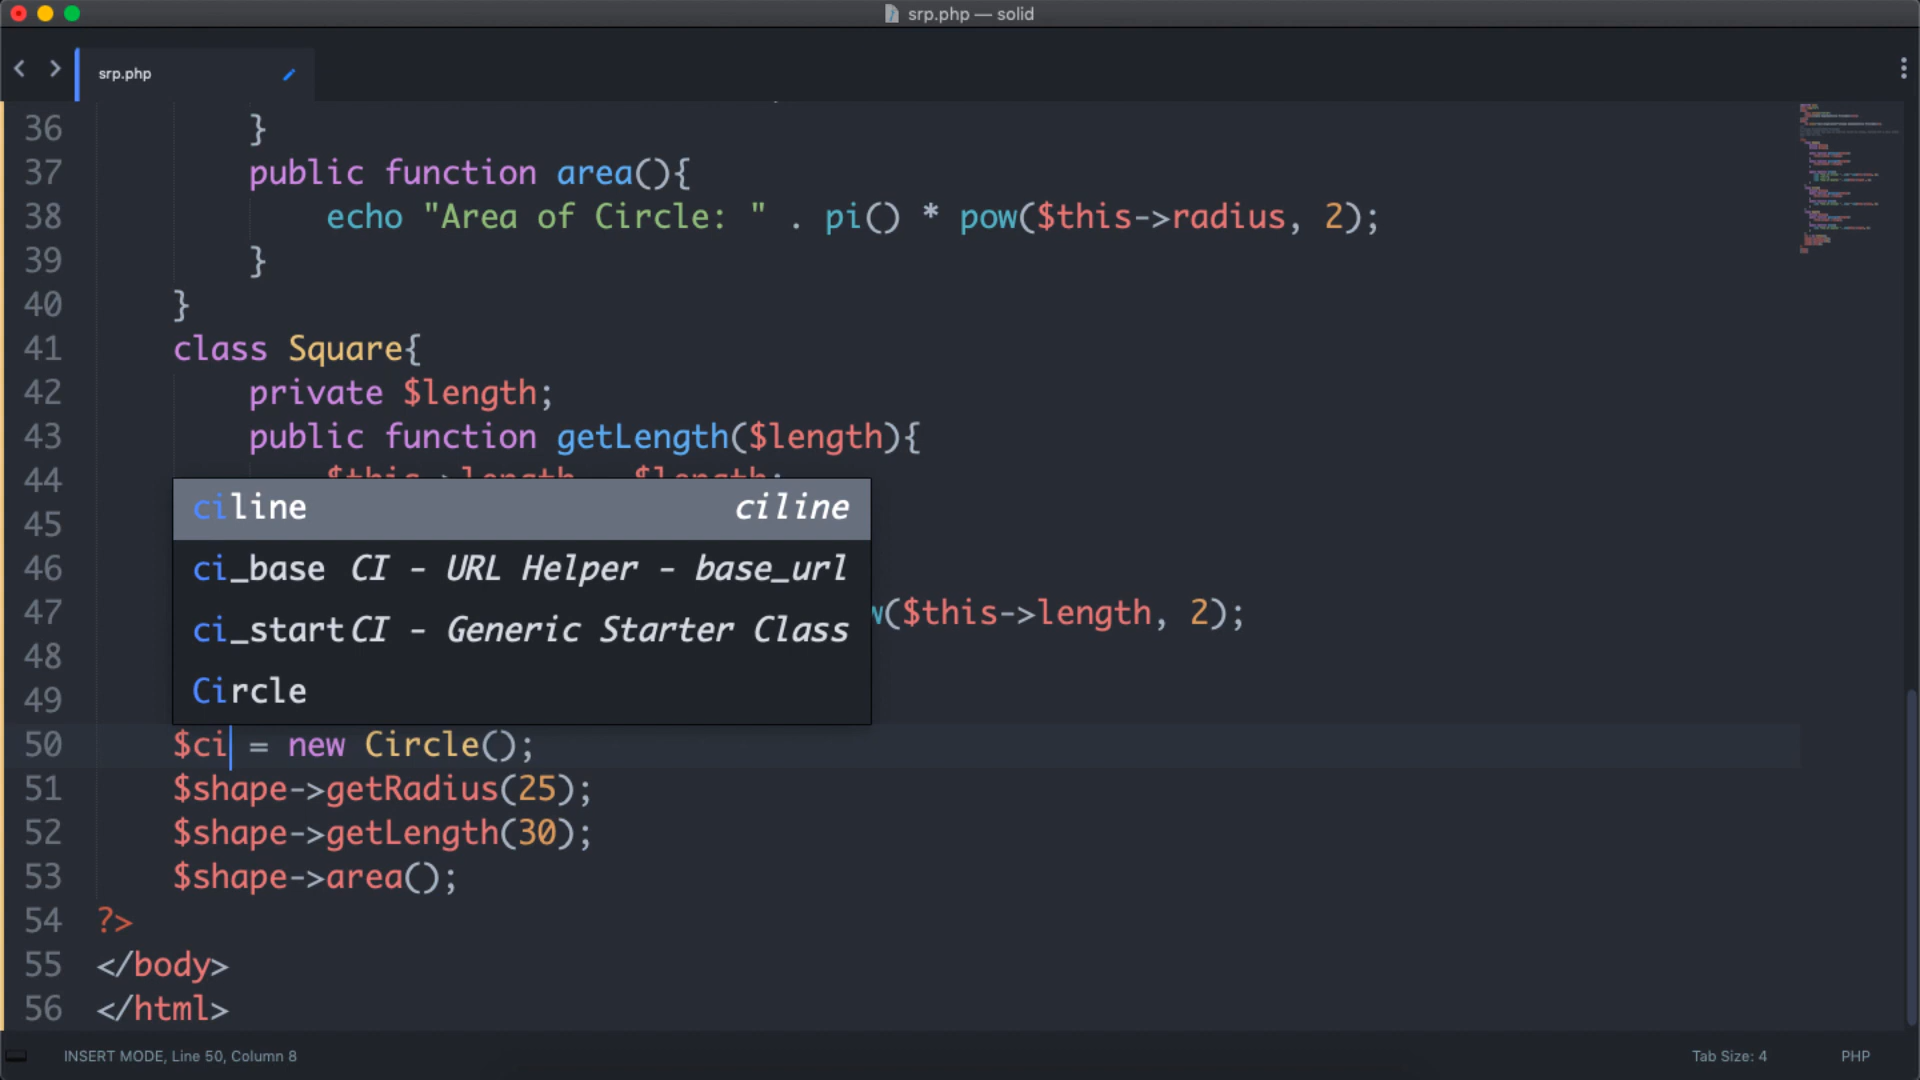 srp.php — solid
srp.php
36 }
37 public function area(){
38 echo "Area of Circle: " . pi() * pow($this->radius, 2);
39 }
40 }
41 class Square{
42 private $length;
43 public function getLength($length){
44 $this->length = $length;
ciline ciline
45
ci_base CI - URL Helper - base_url
46
47 w($this->length, 2);
ci_start CI - Generic Starter Class
48
Circle
49
50 $ci = new Circle();
51 $shape->getRadius(25);
52 $shape->getLength(30);
53 $shape->area();
54 ?>
55 </body>
56 </html>
INSERT MODE, Line 50, Column 8
Tab Size: 4
PHP